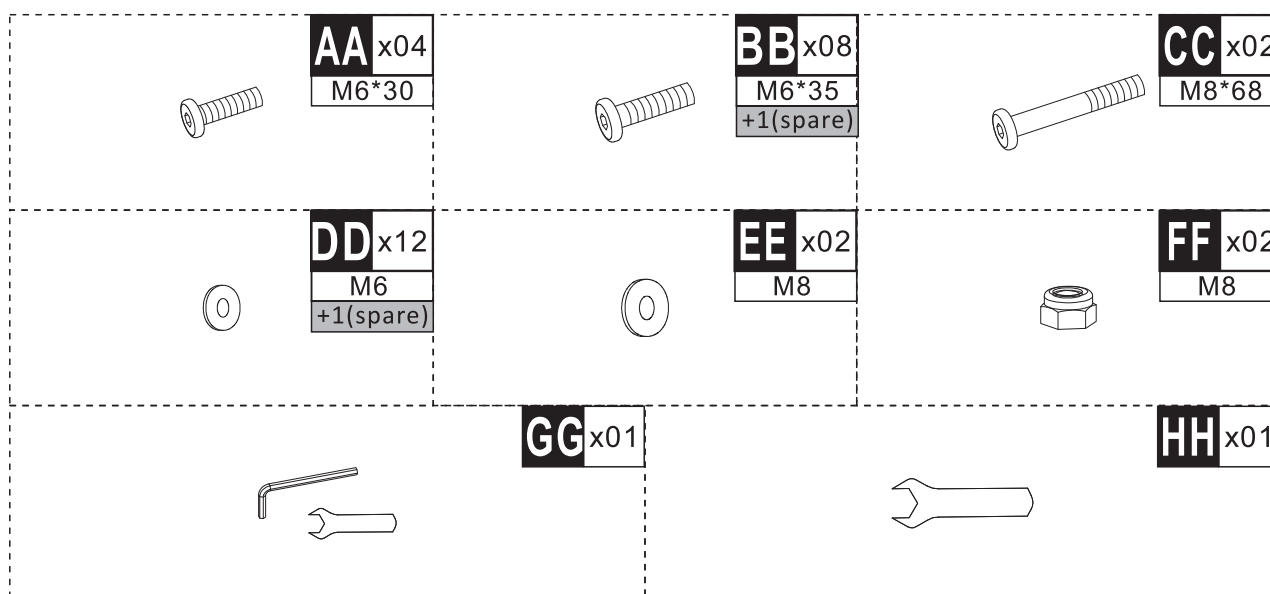 AA x04
M6*30
BB x08
M6*35
+1(spare)
CC x02
M8*68
DD x12
M6
+1(spare)
EE x02
M8
FF x02
M8
GG x01
HH x01